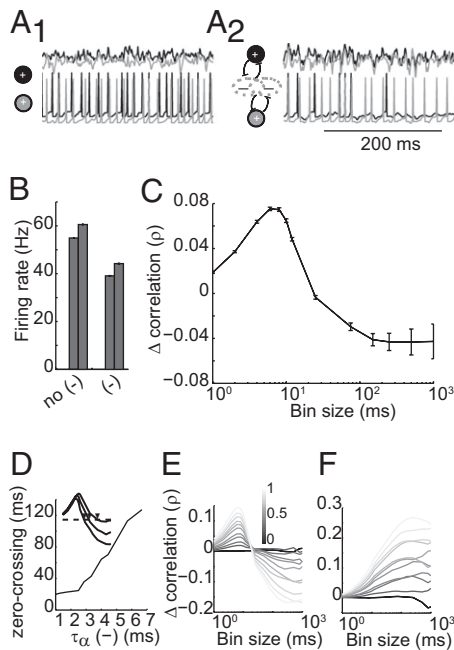 A1
A2
+
+
+
− −
+
200 ms
B
Firing rate (Hz)
60
40
20
0
no (-)
(-)
C
Δ correlation (ρ)
0.08
0.04
0
−0.04
−0.08
10^0
10^1
10^2
10^3
Bin size (ms)
D
zero-crossing (ms)
120
80
40
0
1 2 3 4 5 6 7
τα (−) (ms)
E
Δ correlation (ρ)
0.1
0
−0.1
−0.2
1
0.5
0
10^0
10^3
Bin size (ms)
F
0.3
0.2
0.1
0
10^0
10^3
Bin size (ms)